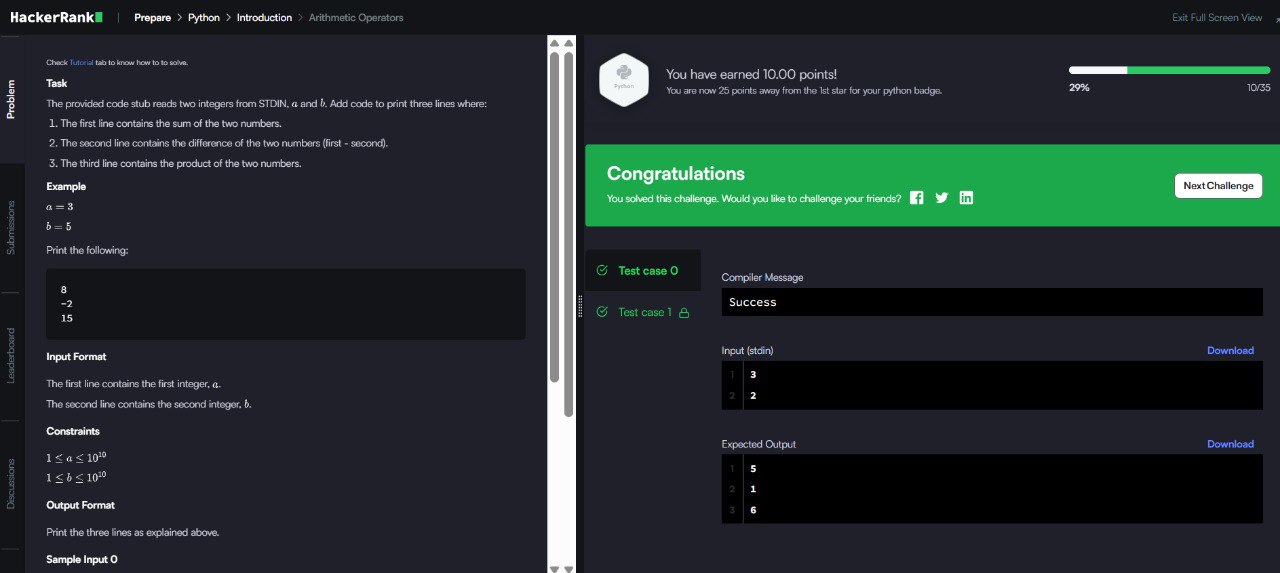 HackerRank
Prepare > Python > Introduction > Arithmetic Operators
Exit Full Screen View
Problem
Submissions
Leaderboard
Discussions
Check Tutorial tab to know how to to solve.
Task
The provided code stub reads two integers from STDIN, a and b. Add code to print three lines where:
1. The first line contains the sum of the two numbers.
2. The second line contains the difference of the two numbers (first - second).
3. The third line contains the product of the two numbers.
Example
a = 3
b = 5
Print the following:
8
-2
15
Input Format
The first line contains the first integer, a.
The second line contains the second integer, b.
Constraints
1 ≤ a ≤ 10¹⁰
1 ≤ b ≤ 10¹⁰
Output Format
Print the three lines as explained above.
Sample Input 0
Python
You have earned 10.00 points!
You are now 25 points away from the 1st star for your python badge.
29%
10/35
Congratulations
You solved this challenge. Would you like to challenge your friends?
Next Challenge
Test case 0
Test case 1
Compiler Message
Success
Input (stdin)
Download
1 3
2 2
Expected Output
Download
1 5
2 1
3 6